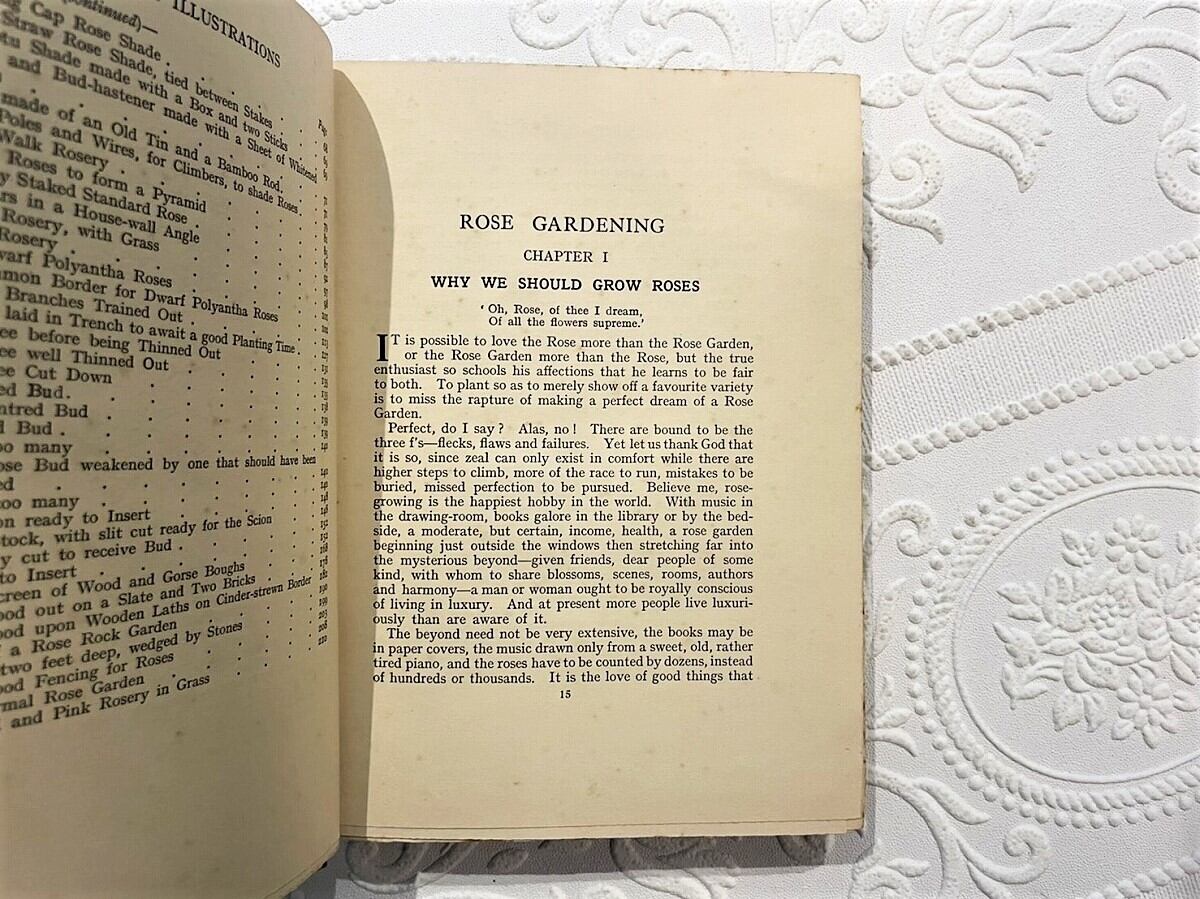 (continued)—
ILLUSTRATIONS
Cap Rose Shade
Straw Rose Shade, tied between Stakes
Page
Shade made with a Box and two Sticks
and Bud-hastener made with a Sheet of Whitened
made of an Old Tin and a Bamboo Rod.
Poles and Wires, for Climbers, to shade Roses.
Walk Rosery
Roses to form a Pyramid
Staked Standard Rose
in a House-wall Angle
Rosery, with Grass
Rosery
Polyantha Roses
Border for Dwarf Polyantha Roses
Branches Trained Out
laid in Trench to await a good Planting Time
before being Thinned Out
well Thinned Out
Cut Down
Bud.
Bud
Bud
many
Bud weakened by one that should have been
too many
ready to Insert
with slit cut ready for the Scion
cut to receive Bud
to Insert
of Wood and Gorse Boughs
out on a Slate and Two Bricks
upon Wooden Laths on Cinder-strewn Border
a Rose Rock Garden
two feet deep, wedged by Stones
Fencing for Roses
Rose Garden
and Pink Rosery in Grass
ROSE GARDENING
CHAPTER I
WHY WE SHOULD GROW ROSES
‘ Oh, Rose, of thee I dream,
Of all the flowers supreme.’
IT is possible to love the Rose more than the Rose Garden,
or the Rose Garden more than the Rose, but the true
enthusiast so schools his affections that he learns to be fair
to both. To plant so as to merely show off a favourite variety
is to miss the rapture of making a perfect dream of a Rose
Garden.
Perfect, do I say ? Alas, no ! There are bound to be the
three f's—flecks, flaws and failures. Yet let us thank God that
it is so, since zeal can only exist in comfort while there are
higher steps to climb, more of the race to run, mistakes to be
buried, missed perfection to be pursued. Believe me, rose-
growing is the happiest hobby in the world. With music in
the drawing-room, books galore in the library or by the bed-
side, a moderate, but certain, income, health, a rose garden
beginning just outside the windows then stretching far into
the mysterious beyond—given friends, dear people of some
kind, with whom to share blossoms, scenes, rooms, authors
and harmony—a man or woman ought to be royally conscious
of living in luxury. And at present more people live luxuri-
ously than are aware of it.
The beyond need not be very extensive, the books may be
in paper covers, the music drawn only from a sweet, old, rather
tired piano, and the roses have to be counted by dozens, instead
of hundreds or thousands. It is the love of good things that
15